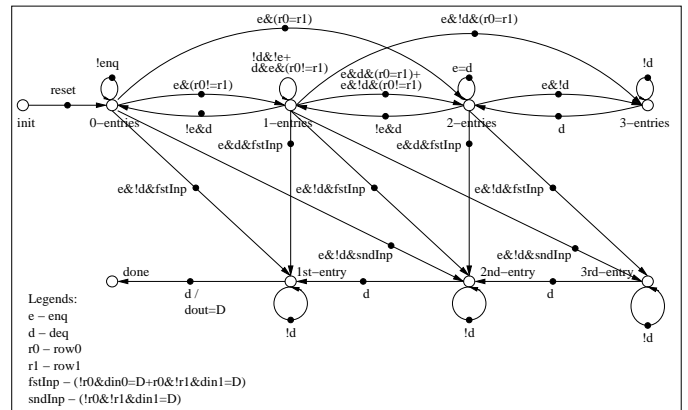 e&(r0=r1)
e&!d&(r0=r1)
!enq
!d&!e+
d&e&(r0!=r1)
e=d
!d
reset
e&(r0!=r1)
e&d&(r0=r1)+
e&!d&(r0!=r1)
e&!d
init
0−entries
!e&d
1−entries
!e&d
2−entries
d
3−entries
e&d&fstInp
e&d&fstInp
e&!d&fstInp
e&!d&fstInp
e&!d&fstInp
e&!d&sndInp
e&!d&sndInp
done
1st−entry
2nd−entry
3rd−entry
d /
dout=D
d
d
!d
!d
!d
Legends:
e − enq
d − deq
r0 − row0
r1 − row1
fstInp − (!r0&din0=D+r0&!r1&din1=D)
sndInp − (!r0&!r1&din1=D)